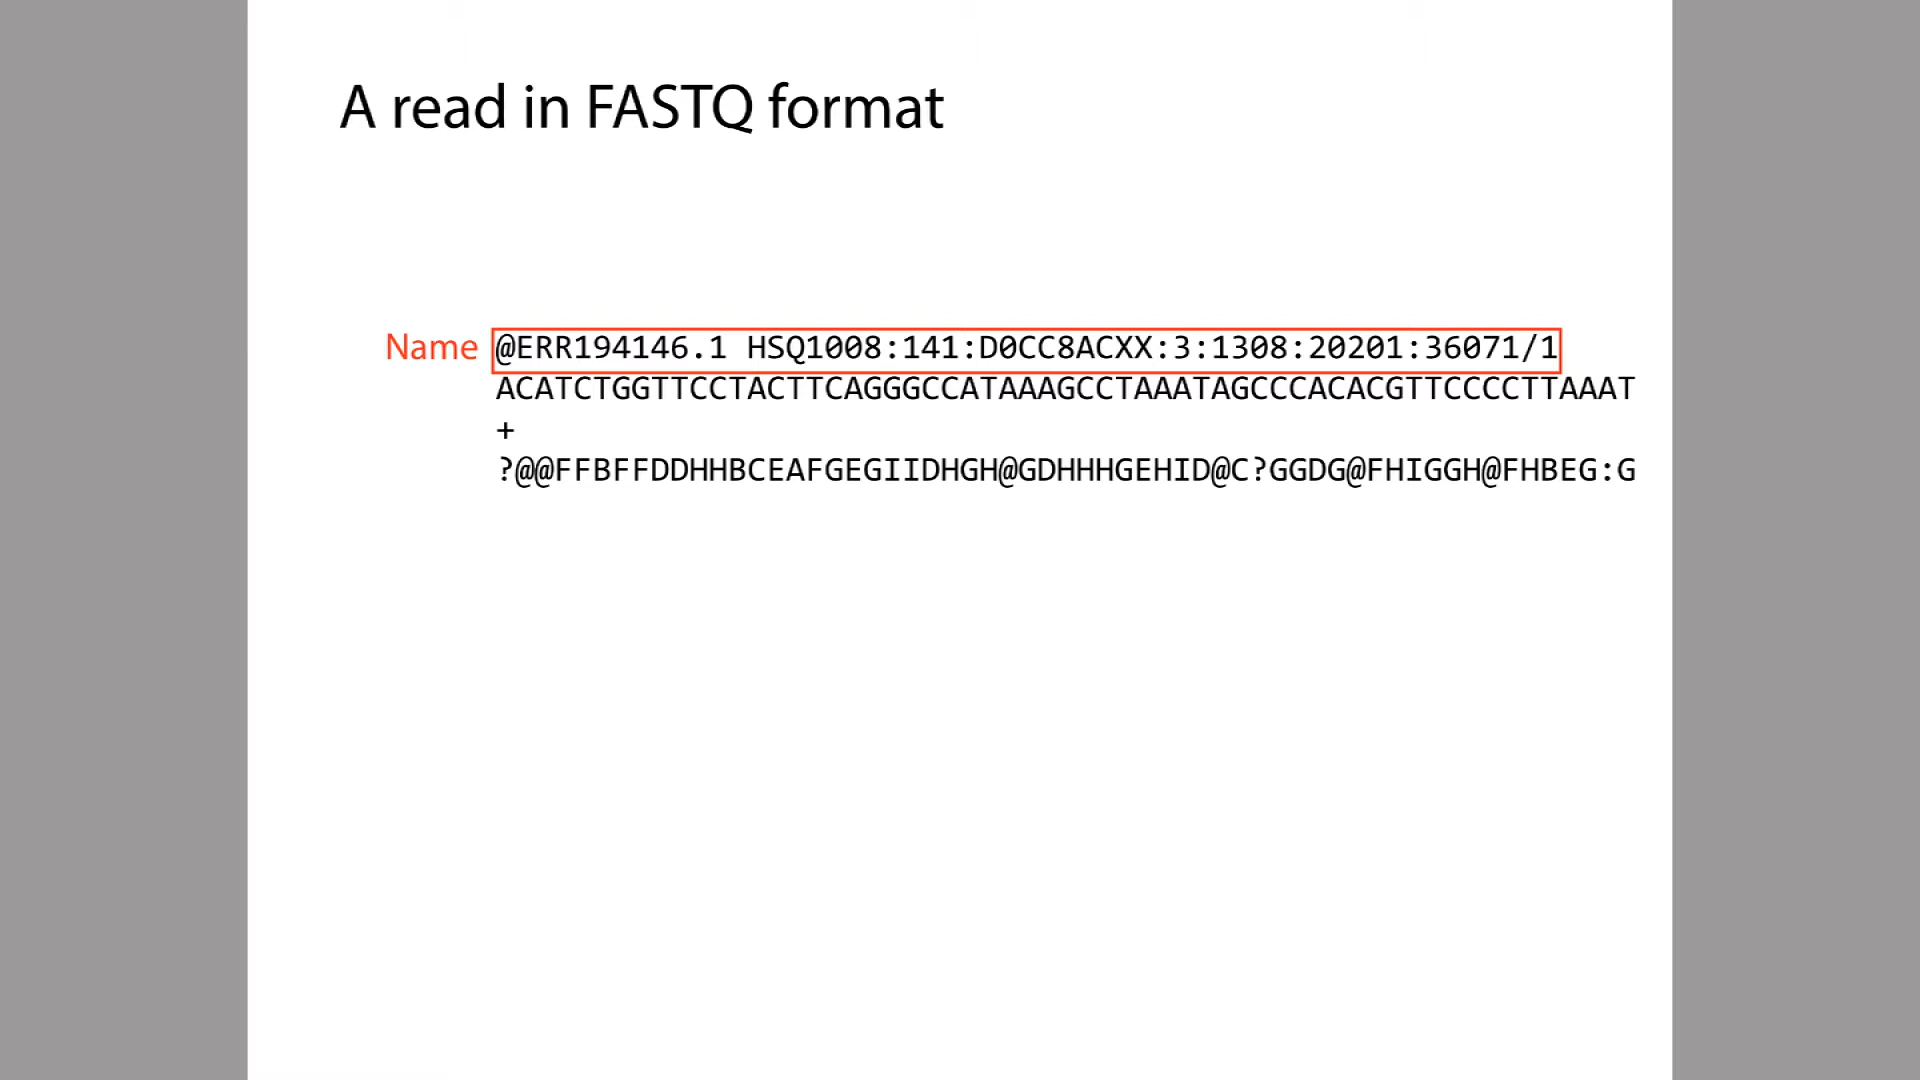 A read in FASTQ format
Name @ERR194146.1 HSQ1008:141:D0CC8ACXX:3:1308:20201:36071/1
ACATCTGGTTCCTACTTCAGGGCCATAAAGCCTAAATAGCCCACACGTTCCCCTTAAAT
+
?@@FFBFFDDHHBCEAFGEGIIDHGH@GDHHHGEHID@C?GGDG@FHIGGH@FHBEG:G